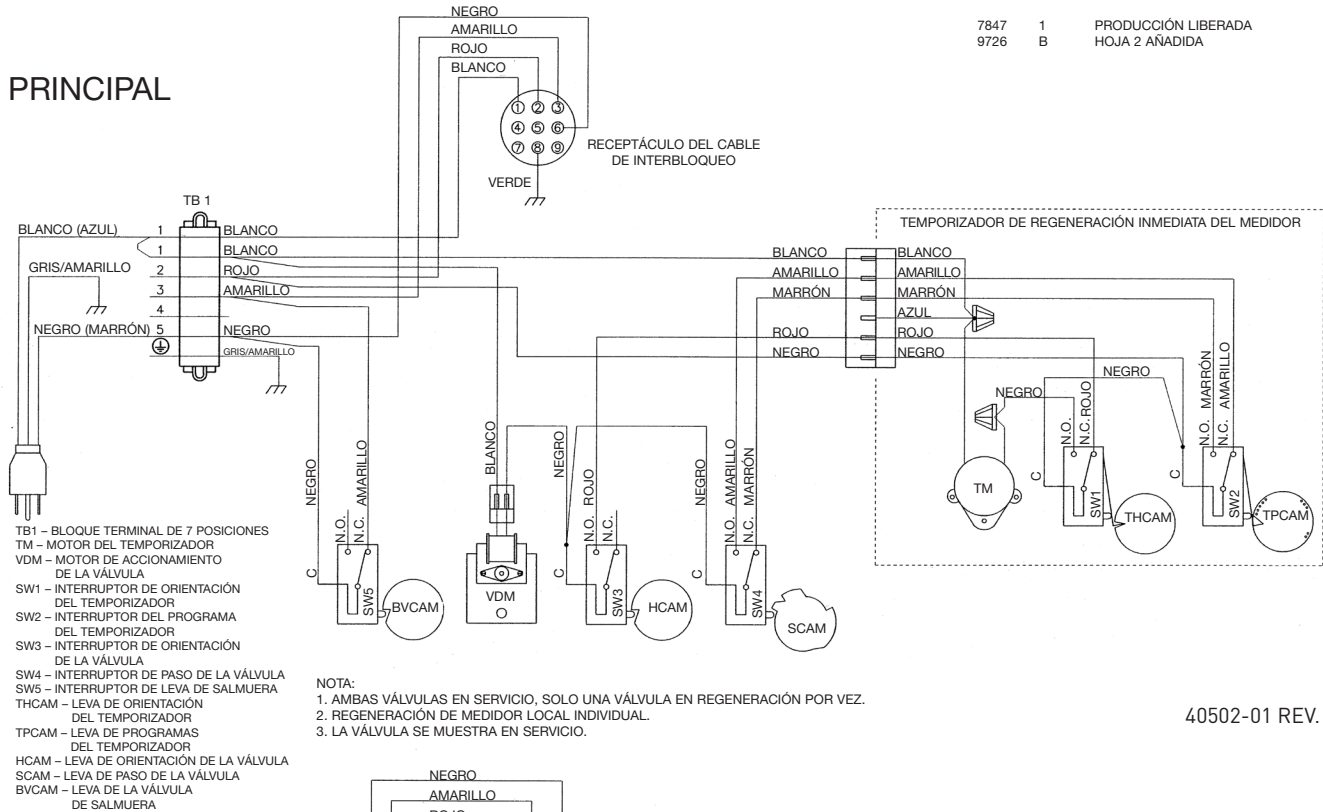 NEGRO
AMARILLO
ROJO
BLANCO
7847 1 PRODUCCIÓN LIBERADA
9726 B HOJA 2 AÑADIDA
PRINCIPAL
1 2 3
4 5 6
7 8 9
RECEPTÁCULO DEL CABLE
DE INTERBLOQUEO
VERDE
TB 1
BLANCO (AZUL) 1 BLANCO
1 BLANCO
GRIS/AMARILLO 2 ROJO
3 AMARILLO
4
NEGRO (MARRÓN) 5 NEGRO
GRIS/AMARILLO
TEMPORIZADOR DE REGENERACIÓN INMEDIATA DEL MEDIDOR
BLANCO BLANCO
AMARILLO AMARILLO
MARRÓN MARRÓN
AZUL
ROJO ROJO
NEGRO NEGRO
NEGRO
NEGRO
N.O.
N.C. ROJO
N.O. MARRÓN
N.C. AMARILLO
C
C
TM
SW1
THCAM
SW2
TPCAM
NEGRO
N.O.
N.C. AMARILLO
C
SW5
BVCAM
BLANCO
VDM
NEGRO
N.O. ROJO
N.C.
C
SW3
HCAM
NEGRO
N.O. AMARILLO
N.C. MARRÓN
C
SW4
SCAM
TB1 – BLOQUE TERMINAL DE 7 POSICIONES
TM – MOTOR DEL TEMPORIZADOR
VDM – MOTOR DE ACCIONAMIENTO
DE LA VÁLVULA
SW1 – INTERRUPTOR DE ORIENTACIÓN
DEL TEMPORIZADOR
SW2 – INTERRUPTOR DEL PROGRAMA
DEL TEMPORIZADOR
SW3 – INTERRUPTOR DE ORIENTACIÓN
DE LA VÁLVULA
SW4 – INTERRUPTOR DE PASO DE LA VÁLVULA
SW5 – INTERRUPTOR DE LEVA DE SALMUERA
THCAM – LEVA DE ORIENTACIÓN
DEL TEMPORIZADOR
TPCAM – LEVA DE PROGRAMAS
DEL TEMPORIZADOR
HCAM – LEVA DE ORIENTACIÓN DE LA VÁLVULA
SCAM – LEVA DE PASO DE LA VÁLVULA
BVCAM – LEVA DE LA VÁLVULA
DE SALMUERA
NOTA:
1. AMBAS VÁLVULAS EN SERVICIO, SOLO UNA VÁLVULA EN REGENERACIÓN POR VEZ.
2. REGENERACIÓN DE MEDIDOR LOCAL INDIVIDUAL.
3. LA VÁLVULA SE MUESTRA EN SERVICIO.
40502-01 REV.
NEGRO
AMARILLO